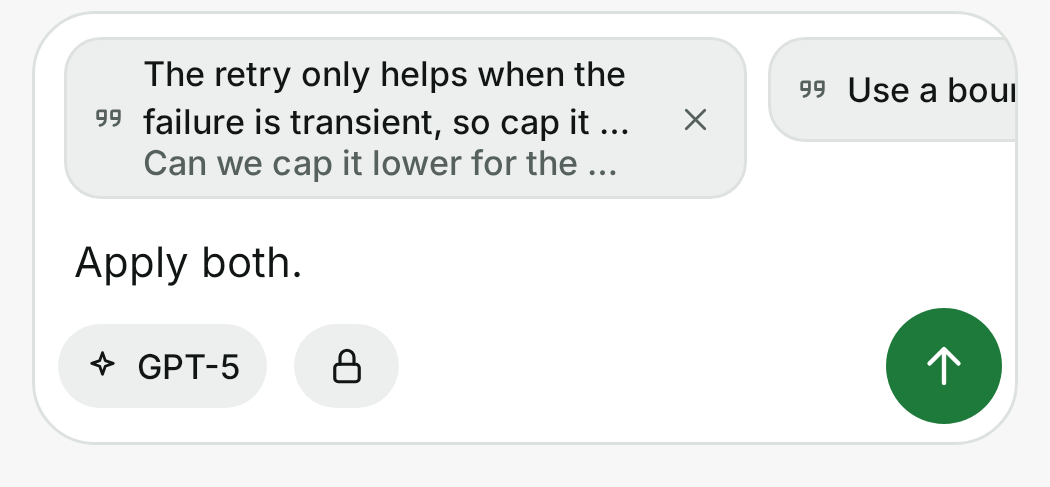 The retry only helps when the
failure is transient, so cap it ...
Can we cap it lower for the ...
Use a
Apply both.
GPT-5